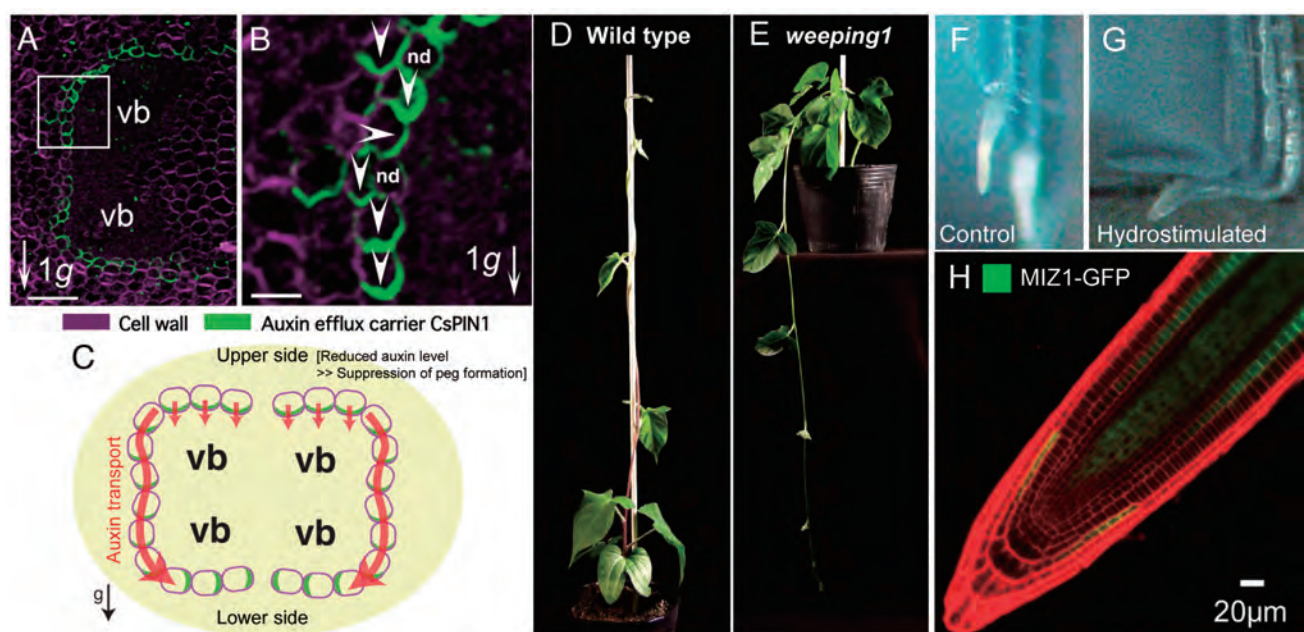 A
vb
vb
1g
B
nd
nd
1g
Cell wall
Auxin efflux carrier CsPIN1
C
Upper side [Reduced auxin level
>> Suppression of peg formation]
Auxin transport
vb vb
vb vb
g
Lower side
D Wild type
E weeping1
F
Control
G
Hydrostimulated
H MIZ1-GFP
20µm